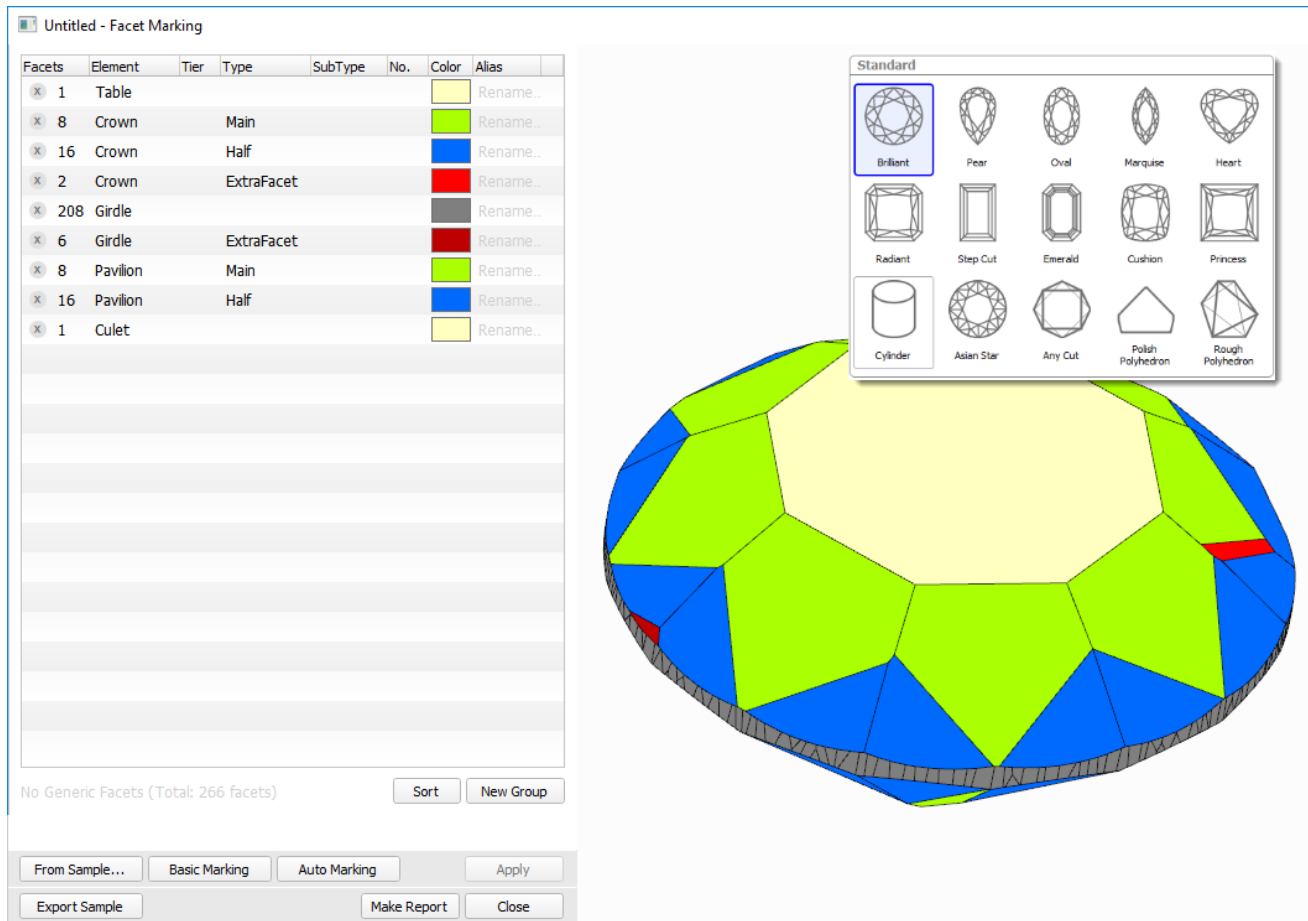 Untitled - Facet Marking
Facets Element Tier Type SubType No. Color Alias
x 1 Table Rename..
x 8 Crown Main Rename..
x 16 Crown Half Rename..
x 2 Crown ExtraFacet Rename..
x 208 Girdle Rename..
x 6 Girdle ExtraFacet Rename..
x 8 Pavilion Main Rename..
x 16 Pavilion Half Rename..
x 1 Culet Rename..
No Generic Facets (Total: 266 facets)
Sort New Group
From Sample... Basic Marking Auto Marking Apply
Export Sample Make Report Close
Standard
Brilliant Pear Oval Marquise Heart
Radiant Step Cut Emerald Cushion Princess
Cylinder Asian Star Any Cut Polish Polyhedron Rough Polyhedron